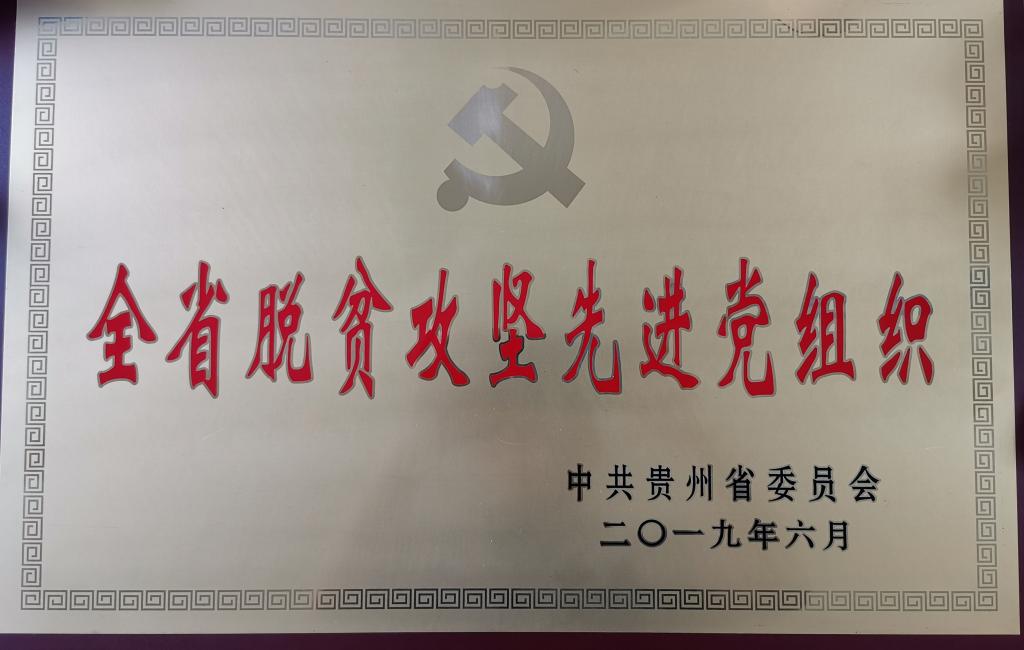 全省脱贫攻坚先进党组织
中共贵州省委员会
二〇一九年六月